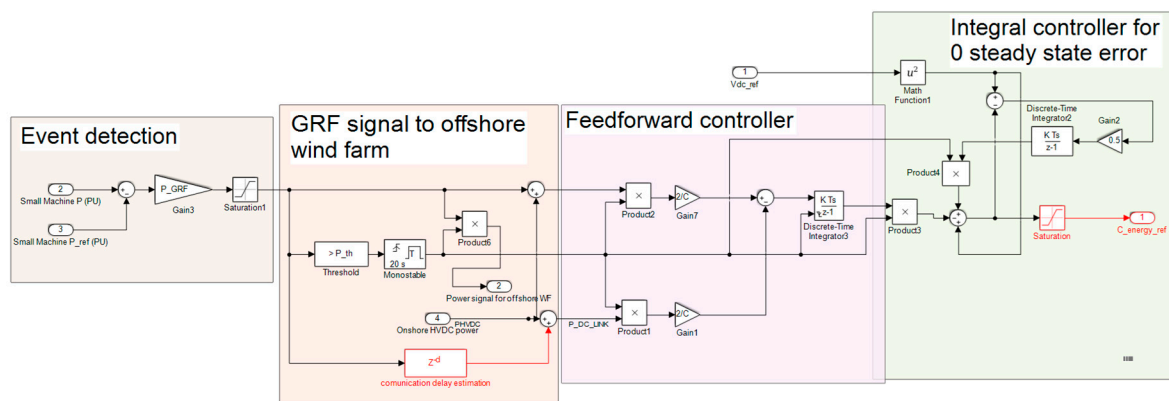 Event detection
2
Small Machine P (PU)
3
Small Machine P_ref (PU)
+
−
P_GRF
Gain3
Saturation1
GRF signal to offshore
wind farm
> P_th
Threshold
20 s
T
Monostable
+
+
×
Product6
2
Power signal for offshore WF
4
Onshore HVDC power
PHVDC
+
+
Z-d
comunication delay estimation
Feedforward controller
×
Product2
2/C
Gain7
+
−
K Ts
z-1
Discrete-Time
Integrator3
P_DC_LINK
×
Product1
2/C
Gain1
Integral controller for
0 steady state error
1
Vdc_ref
u²
Math
Function1
+
−
Discrete-Time
Integrator2
K Ts
z-1
Gain2
0.5
×
Product4
×
Product3
Saturation
1
C_energy_ref